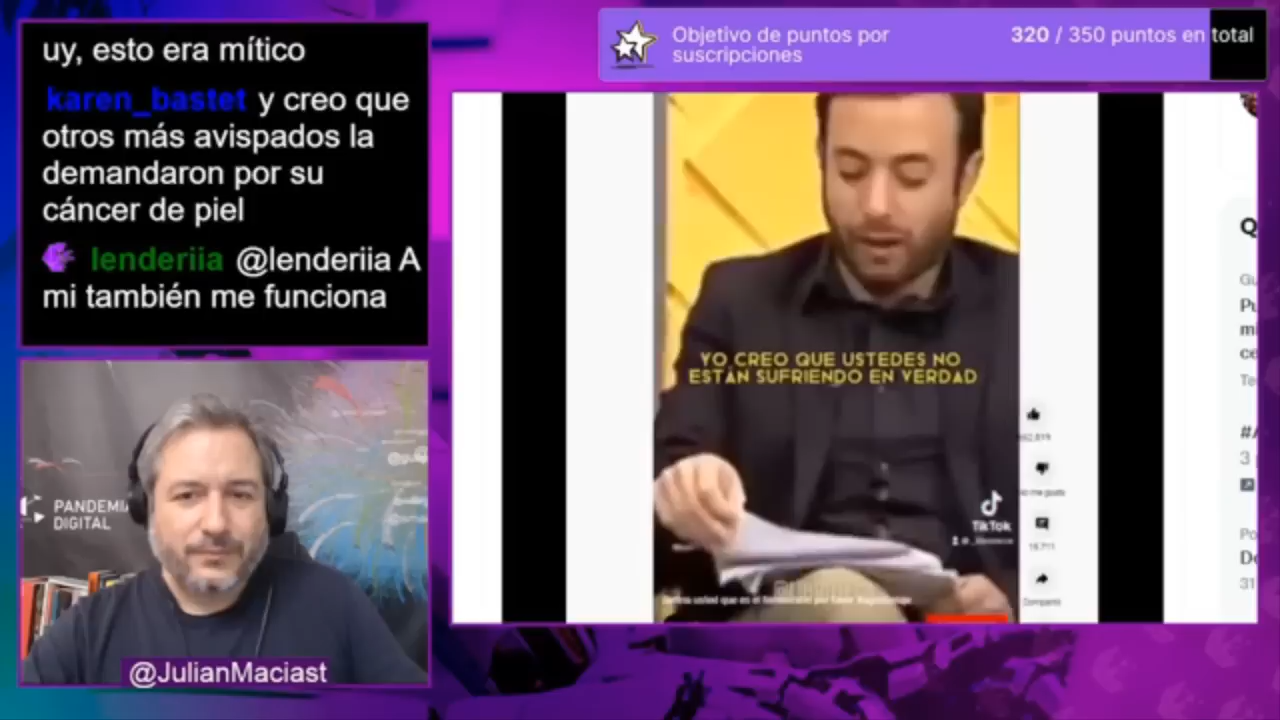 uy, esto era mítico
karen_bastet y creo que
otros más avispados la
demandaron por su
cáncer de piel
lenderiia @lenderiia A
mi también me funciona
Objetivo de puntos por
suscripciones
320 / 350 puntos en total
YO CREO QUE USTEDES NO
ESTÁN SUFRIENDO EN VERDAD
TikTok
PANDEMIA
DIGITAL
@JulianMaciast